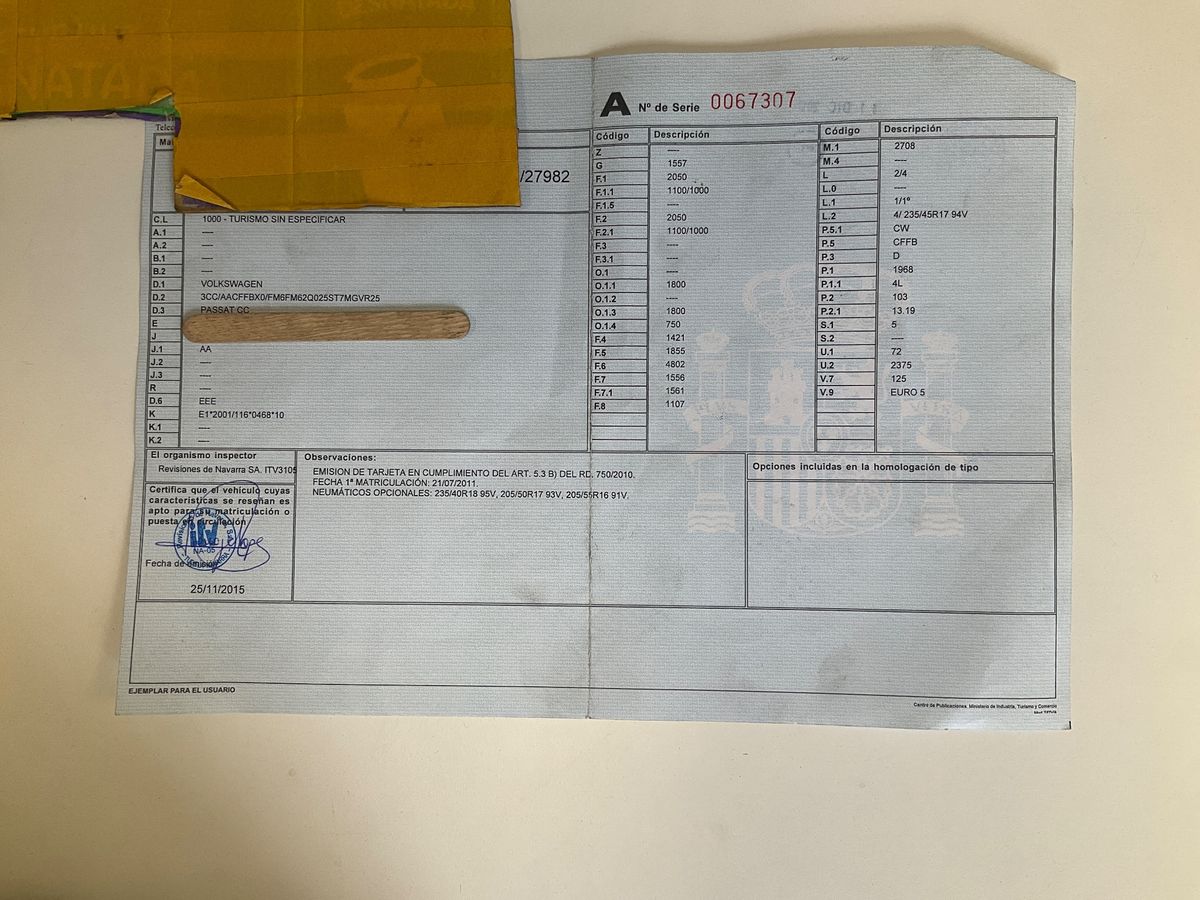 A Nº de Serie 0067307
Código Descripción Código Descripción
/27982
C.L 1000 - TURISMO SIN ESPECIFICAR
A.1 ----
A.2 ----
B.1 ----
B.2 ----
D.1 VOLKSWAGEN
D.2 3CC/AACFFBX0/FM6FM62Q025ST7MGVR25
D.3 PASSAT CC
E
J
J.1 AA
J.2 ----
J.3 ----
R ----
D.6 EEE
K E1*2001/116*0468*10
K.1 ----
K.2 ----
Z ----
G 1557
F.1 2050
F.1.1 1100/1000
F.1.5 ----
F.2 2050
F.2.1 1100/1000
F.3 ----
F.3.1 ----
O.1 ----
O.1.1 1800
O.1.2 ----
O.1.3 1800
O.1.4 750
F.4 1421
F.5 1855
F.6 4802
F.7 1556
F.7.1 1561
F.8 1107
M.1 2708
M.4 ----
L 2/4
L.0 ----
L.1 1/1º
L.2 4/ 235/45R17 94V
P.5.1 CW
P.5 CFFB
P.3 D
P.1 1968
P.1.1 4L
P.2 103
P.2.1 13.19
S.1 5
S.2 ----
U.1 72
U.2 2375
V.7 125
V.9 EURO 5
El organismo inspector
Revisiones de Navarra SA. ITV3105
Certifica que el vehículo cuyas
características se reseñan es
apto para su matriculación o
puesta en circulación
Fecha de emisión
25/11/2015
Observaciones:
EMISION DE TARJETA EN CUMPLIMIENTO DEL ART. 5.3 B) DEL RD. 750/2010.
FECHA 1ª MATRICULACIÓN: 21/07/2011.
NEUMÁTICOS OPCIONALES: 235/40R18 95V, 205/50R17 93V, 205/55R16 91V.
Opciones incluidas en la homologación de tipo
EJEMPLAR PARA EL USUARIO
Centro de Publicaciones. Ministerio de Industria, Turismo y Comercio